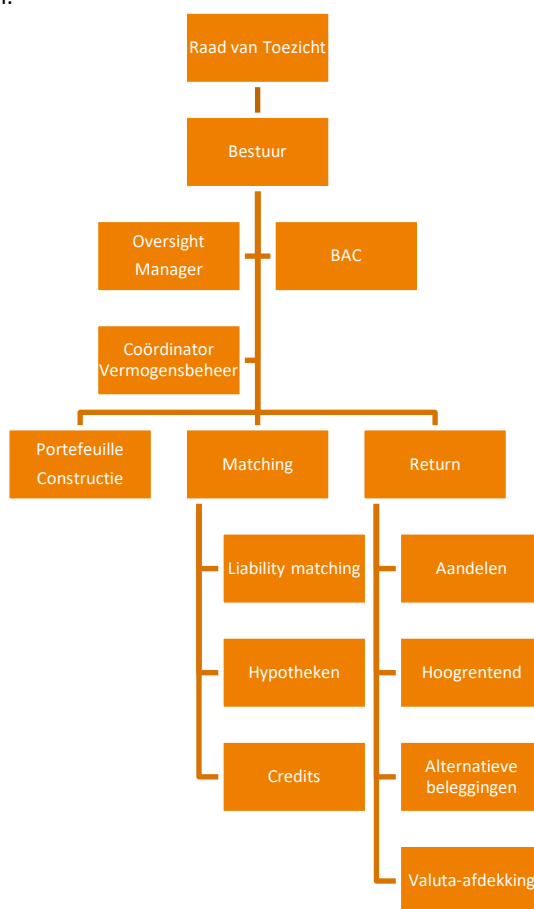 Raad van Toezicht
Bestuur
Oversight
Manager
BAC
Coördinator
Vermogensbeheer
Portefeuille
Constructie
Matching
Return
Liability matching
Aandelen
Hypotheken
Hoogrentend
Credits
Alternatieve
beleggingen
Valuta-afdekking